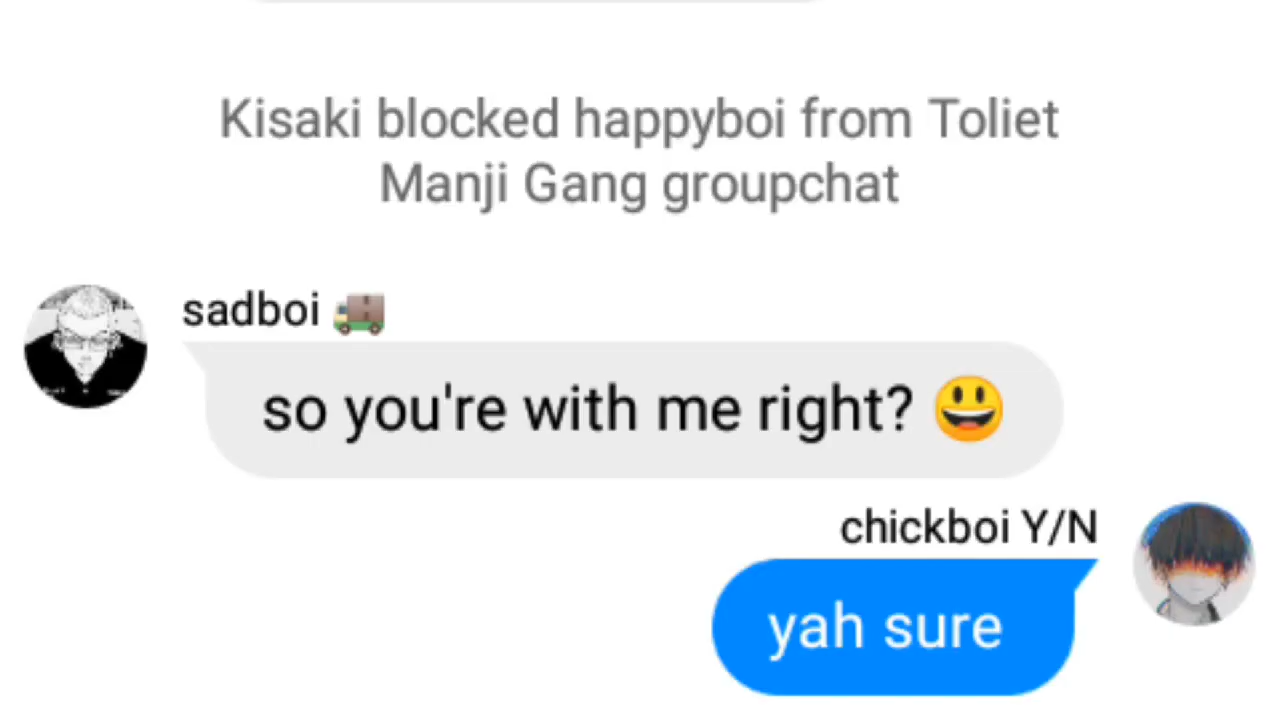 Kisaki blocked happyboi from Toliet
Manji Gang groupchat
sadboi 🚚
so you're with me right? 😃
chickboi Y/N
yah sure